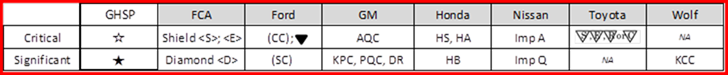 GHSP FCA Ford GM Honda Nissan Toyota Wolf
Critical ☆ Shield <S>; <E> (CC);▼ AQC HS, HA Imp A NA
Significant ★ Diamond <D> (SC) KPC, PQC, DR HB Imp Q NA KCC